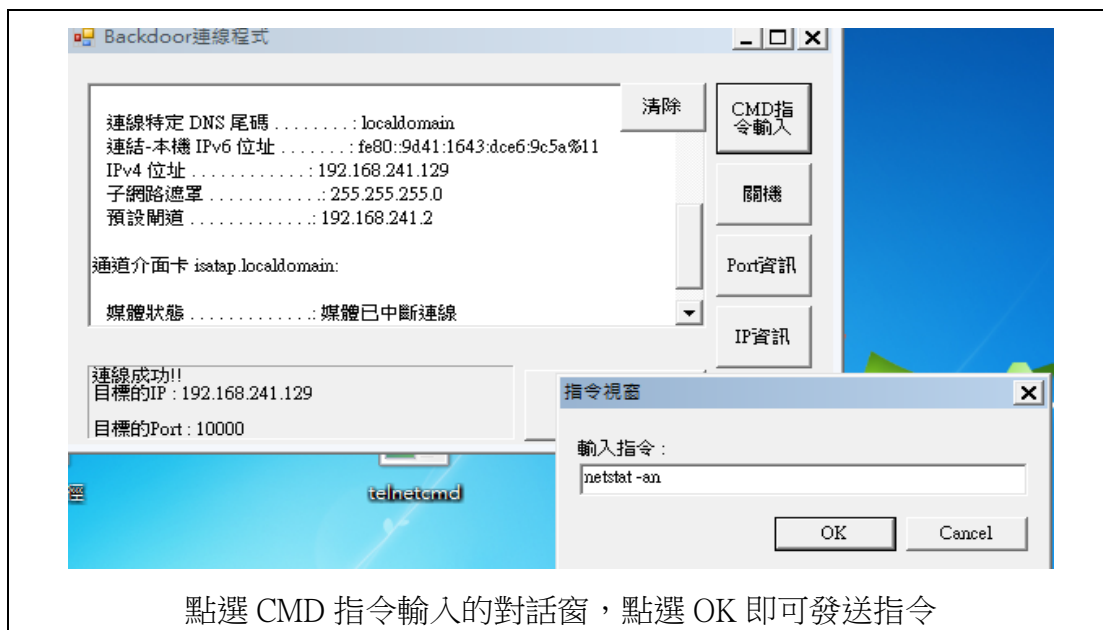 Backdoor連線程式
清除
CMD指
令輸入
連線特定 DNS 尾碼 . . . . . . . . : localdomain
連結-本機 IPv6 位址 . . . . . . . : fe80::9d41:1643:dce6:9c5a%11
IPv4 位址 . . . . . . . . . . . . : 192.168.241.129
子網路遮罩 . . . . . . . . . . . .: 255.255.255.0
預設閘道 . . . . . . . . . . . . .: 192.168.241.2
關機
通道介面卡 isatap.localdomain:
Port資訊
媒體狀態 . . . . . . . . . . . . .: 媒體已中斷連線
IP資訊
連線成功!!
目標的IP : 192.168.241.129
目標的Port : 10000
指令視窗
輸入指令 :
netstat -an
OK
Cancel
telnetcmd
點選 CMD 指令輸入的對話窗，點選 OK 即可發送指令